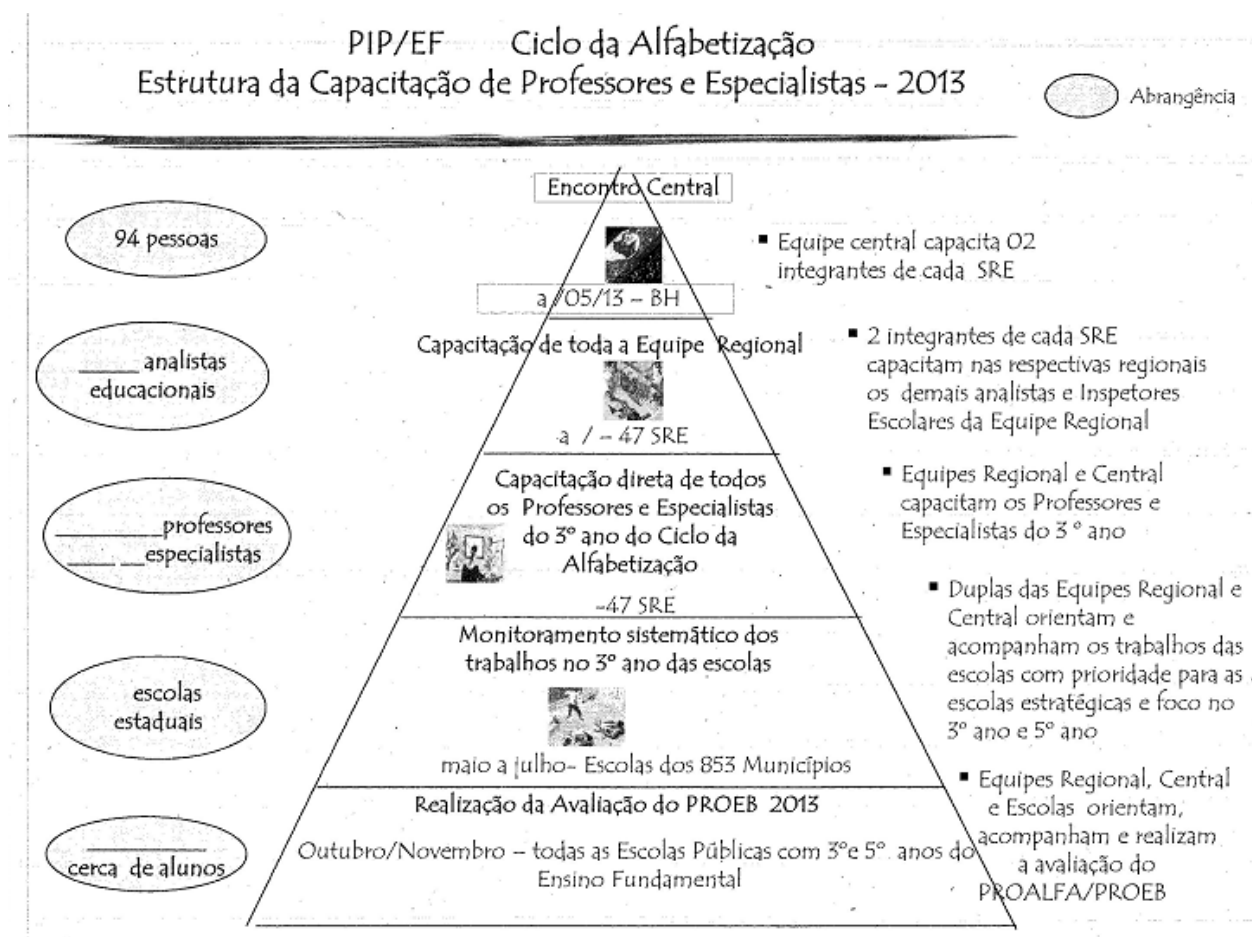 PIP/EF Ciclo da Alfabetização
Estrutura da Capacitação de Professores e Especialistas - 2013
Abrangência
Encontro Central
94 pessoas
▪ Equipe central capacita 02
integrantes de cada SRE
a /05/13 – BH
Capacitação de toda a Equipe Regional
_____ analistas
educacionais
▪ 2 integrantes de cada SRE
capacitam nas respectivas regionais
os demais analistas e Inspetores
Escolares da Equipe Regional
a / – 47 SRE
Capacitação direta de todos
os Professores e Especialistas
do 3º ano do Ciclo da
Alfabetização
-47 SRE
_________professores
____ __especialistas
▪ Equipes Regional e Central
capacitam os Professores e
Especialistas do 3 º ano
Monitoramento sistemático dos
trabalhos no 3º ano das escolas
maio a julho- Escolas dos 853 Municípios
escolas
estaduais
▪ Duplas das Equipes Regional e
Central orientam e
acompanham os trabalhos das
escolas com prioridade para as
escolas estratégicas e foco no
3º ano e 5º ano
Realização da Avaliação do PROEB 2013
Outubro/Novembro – todas as Escolas Públicas com 3ºe 5º anos do
Ensino Fundamental
__________
cerca de alunos
▪ Equipes Regional, Central
e Escolas orientam,
acompanham e realizam
a avaliação do
PROALFA/PROEB